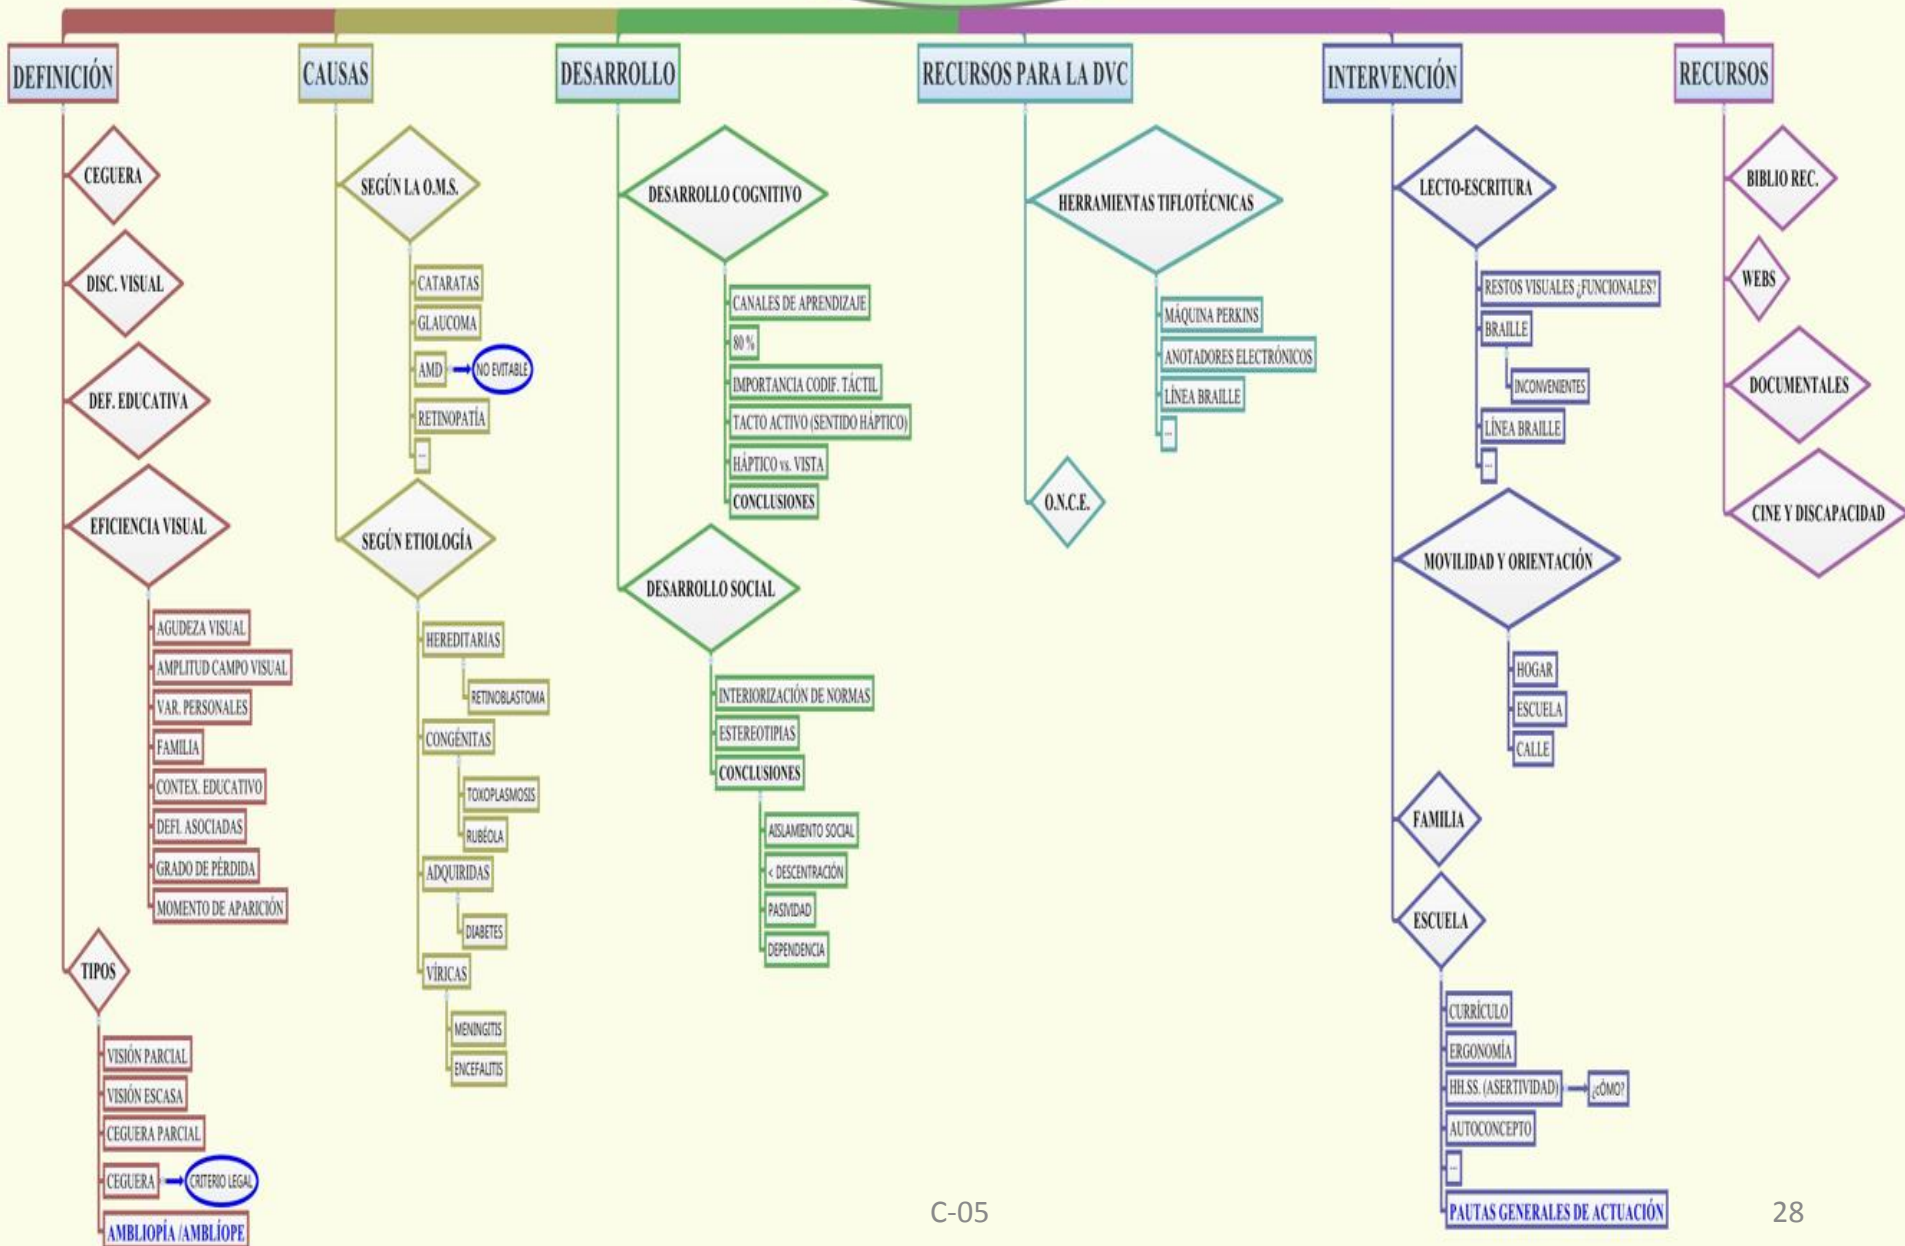 DEFINICIÓN
CEGUERA
DISC. VISUAL
DEF. EDUCATIVA
EFICIENCIA VISUAL
AGUDEZA VISUAL
AMPLITUD CAMPO VISUAL
VAR. PERSONALES
FAMILIA
CONTEX. EDUCATIVO
DEFI. ASOCIADAS
GRADO DE PÉRDIDA
MOMENTO DE APARICIÓN
TIPOS
VISIÓN PARCIAL
VISIÓN ESCASA
CEGUERA PARCIAL
CEGUERA
CRITERIO LEGAL
AMBLIOPÍA /AMBLÍOPE
CAUSAS
SEGÚN LA O.M.S.
CATARATAS
GLAUCOMA
AMD
NO EVITABLE
RETINOPATÍA
...
SEGÚN ETIOLOGÍA
HEREDITARIAS
RETINOBLASTOMA
CONGÉNITAS
TOXOPLASMOSIS
RUBÉOLA
ADQUIRIDAS
DIABETES
VÍRICAS
MENINGITIS
ENCEFALITIS
DESARROLLO
DESARROLLO COGNITIVO
CANALES DE APRENDIZAJE
80 %
IMPORTANCIA CODIF. TÁCTIL
TACTO ACTIVO (SENTIDO HÁPTICO)
HÁPTICO vs. VISTA
CONCLUSIONES
DESARROLLO SOCIAL
INTERIORIZACIÓN DE NORMAS
ESTEREOTIPIAS
CONCLUSIONES
AISLAMIENTO SOCIAL
< DESCENTRACIÓN
PASIVIDAD
DEPENDENCIA
RECURSOS PARA LA DVC
HERRAMIENTAS TIFLOTÉCNICAS
MÁQUINA PERKINS
ANOTADORES ELECTRÓNICOS
LÍNEA BRAILLE
...
O.N.C.E.
INTERVENCIÓN
LECTO-ESCRITURA
RESTOS VISUALES ¿FUNCIONALES?
BRAILLE
INCONVENIENTES
LÍNEA BRAILLE
...
MOVILIDAD Y ORIENTACIÓN
HOGAR
ESCUELA
CALLE
FAMILIA
ESCUELA
CURRÍCULO
ERGONOMÍA
HH.SS. (ASERTIVIDAD)
¿CÓMO?
AUTOCONCEPTO
...
PAUTAS GENERALES DE ACTUACIÓN
RECURSOS
BIBLIO REC.
WEBS
DOCUMENTALES
CINE Y DISCAPACIDAD
C-05
28